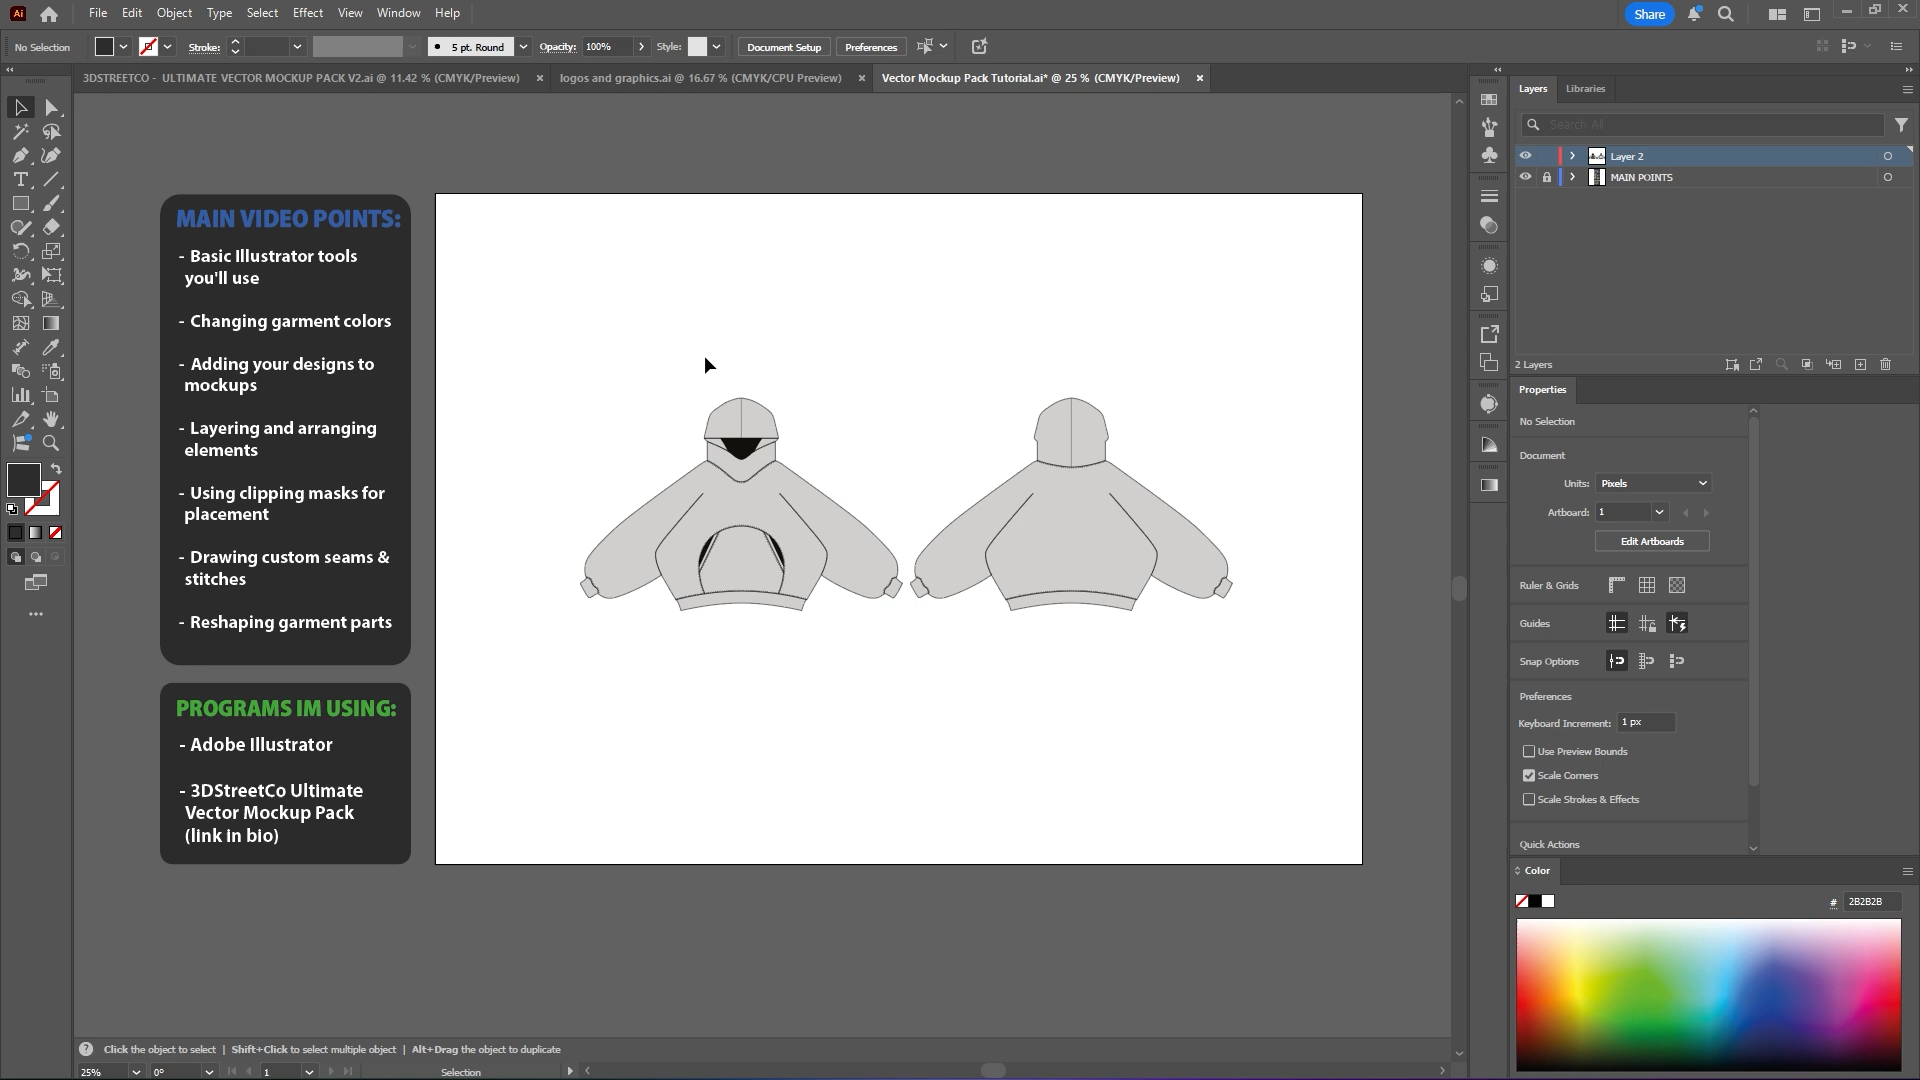 Ai File Edit Object Type Select Effect View Window Help Share
No Selection Stroke: 5 pt. Round Opacity: 100% Style: Document Setup Preferences
3DSTREETCO - ULTIMATE VECTOR MOCKUP PACK V2.ai @ 11.42 % (CMYK/Preview) × logos and graphics.ai @ 16.67 % (CMYK/CPU Preview) × Vector Mockup Pack Tutorial.ai* @ 25 % (CMYK/Preview) ×
MAIN VIDEO POINTS:
- Basic Illustrator tools
you'll use
- Changing garment colors
- Adding your designs to
mockups
- Layering and arranging
elements
- Using clipping masks for
placement
- Drawing custom seams &
stitches
- Reshaping garment parts
PROGRAMS IM USING:
- Adobe Illustrator
- 3DStreetCo Ultimate
Vector Mockup Pack
(link in bio)
Layers Libraries
Search All
Layer 2
MAIN POINTS
2 Layers
Properties
No Selection
Document
Units: Pixels
Artboard: 1
Edit Artboards
Ruler & Grids
Guides
Snap Options
Preferences
Keyboard Increment: 1 px
Use Preview Bounds
Scale Corners
Scale Strokes & Effects
Quick Actions
Color
# 2B2B2B
? Click the object to select | Shift+Click to select multiple objects | Alt+Drag the object to duplicate
25% 0° 1 Selection